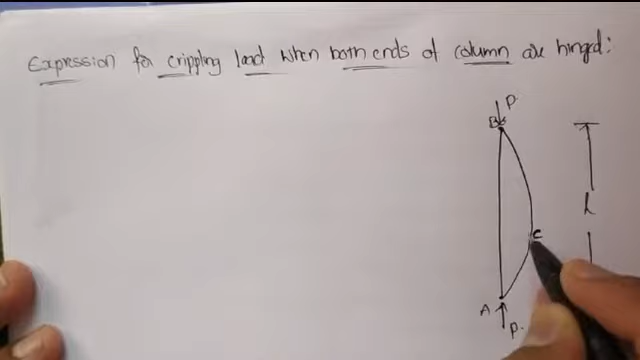 Expression for crippling load when both ends of column are hinged:
P.
B
l
C
A
P.